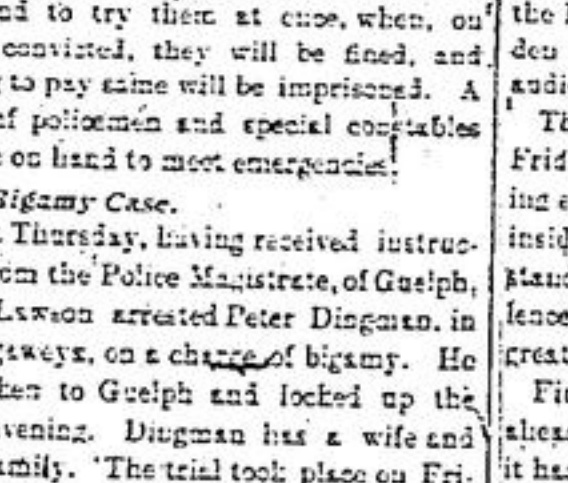 to try them at once, when, on
convicted, they will be fined, and,
to pay same will be imprisoned. A
of policemen and special constables
on hand to meet emergencies.
Bigamy Case.
Thursday, having received instruc-
from the Police Magistrate, of Guelph,
Lawson arrested Peter Dingman, in
on a charge of bigamy. He
to Guelph and locked up the
evening. Dingman has a wife and
family. The trial took place on Fri-
the
den
audi
Th
Frid
ing
insid
stand
fence
great
Fi
ahea
it ha